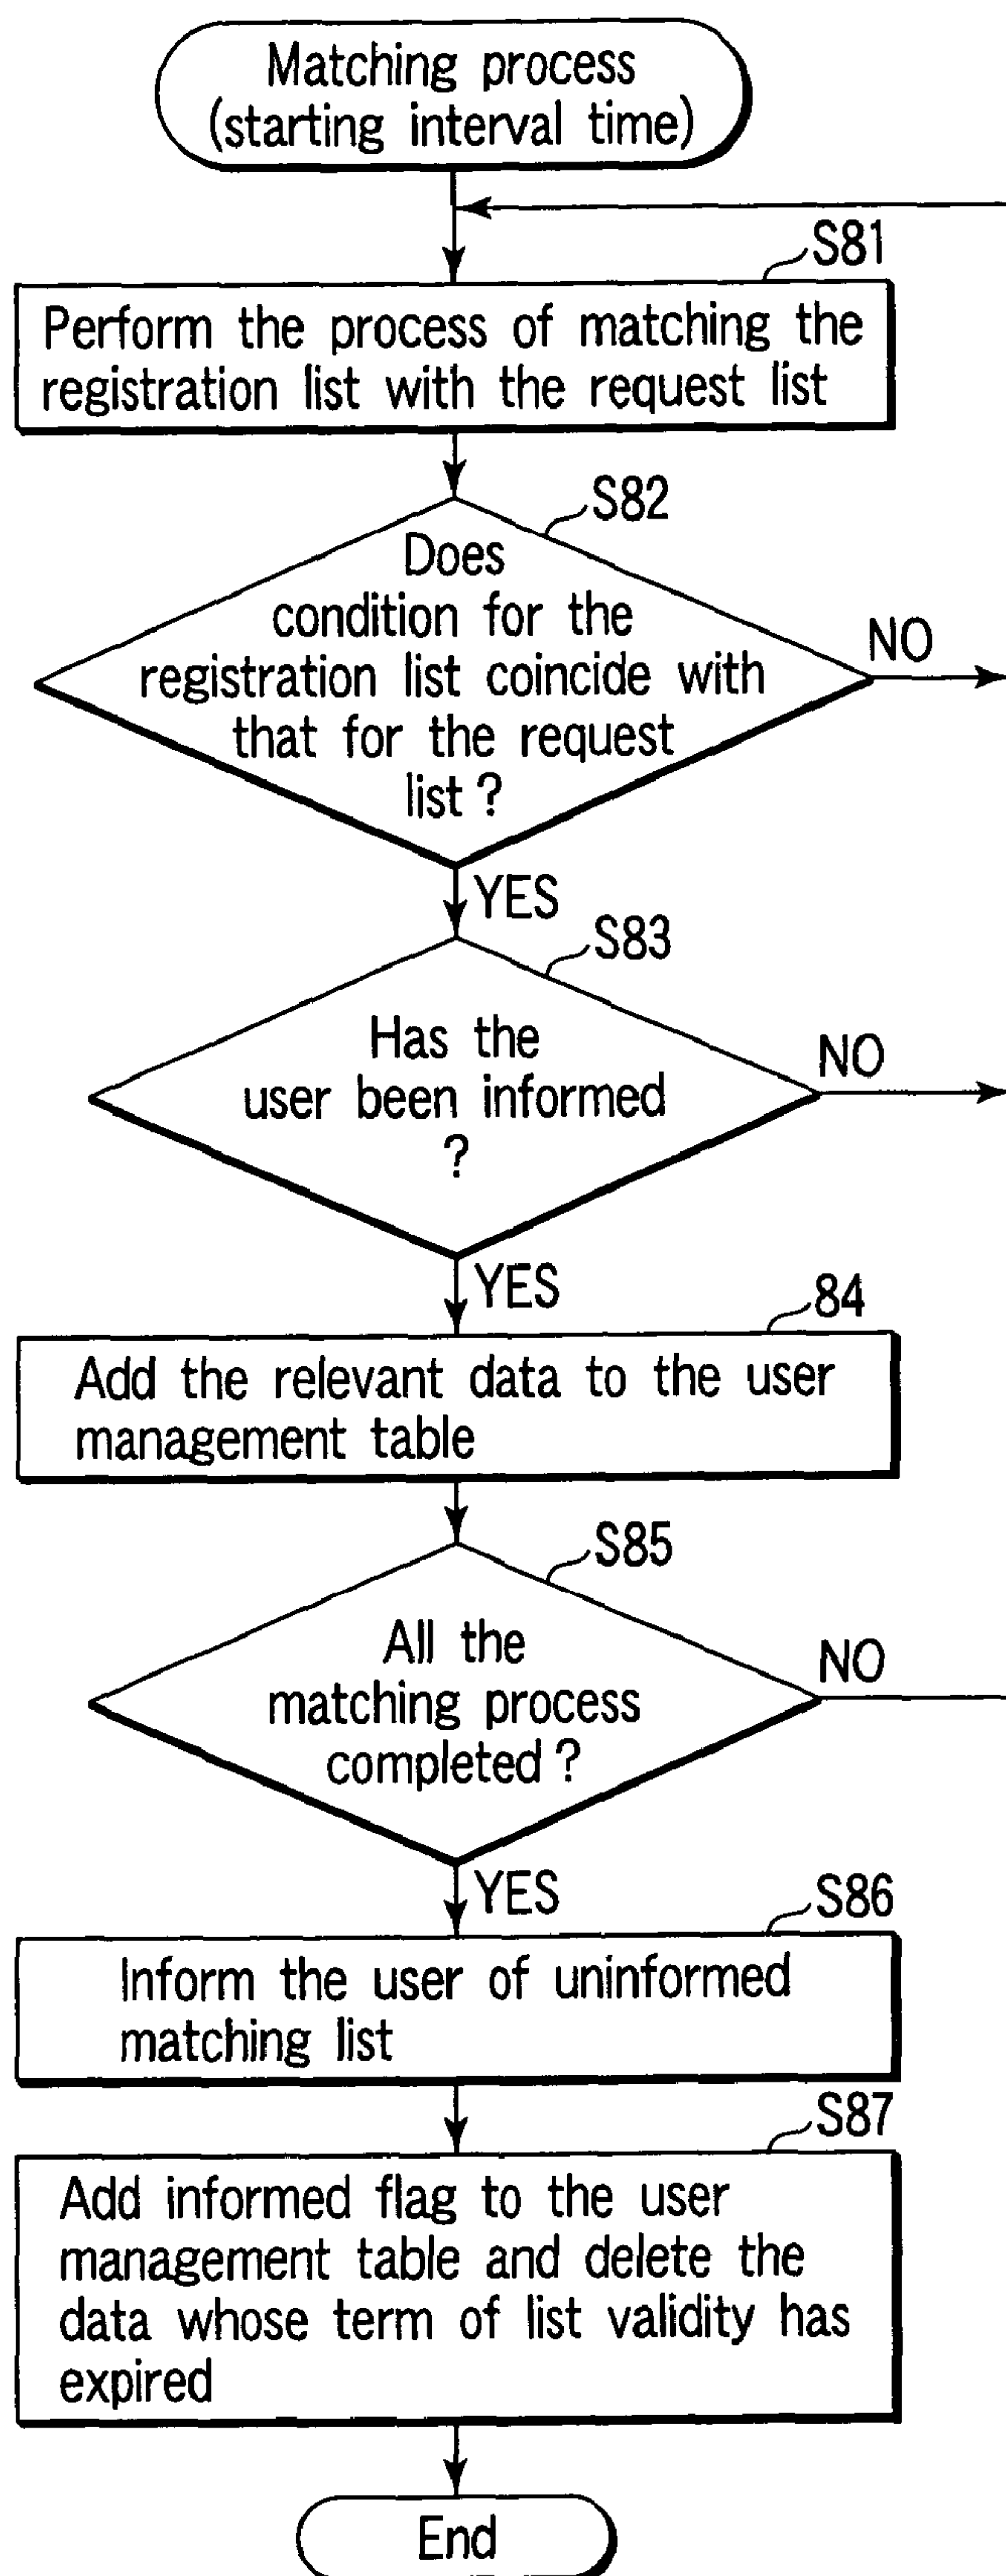 Matching process
(starting interval time)
S81
Perform the process of matching the
registration list with the request list
S82
Does
condition for the
registration list coincide with
that for the request
list ?
NO
YES
S83
Has the
user been informed
?
NO
YES
84
Add the relevant data to the user
management table
S85
All the
matching process
completed ?
NO
YES
S86
Inform the user of uninformed
matching list
S87
Add informed flag to the user
management table and delete the
data whose term of list validity has
expired
End